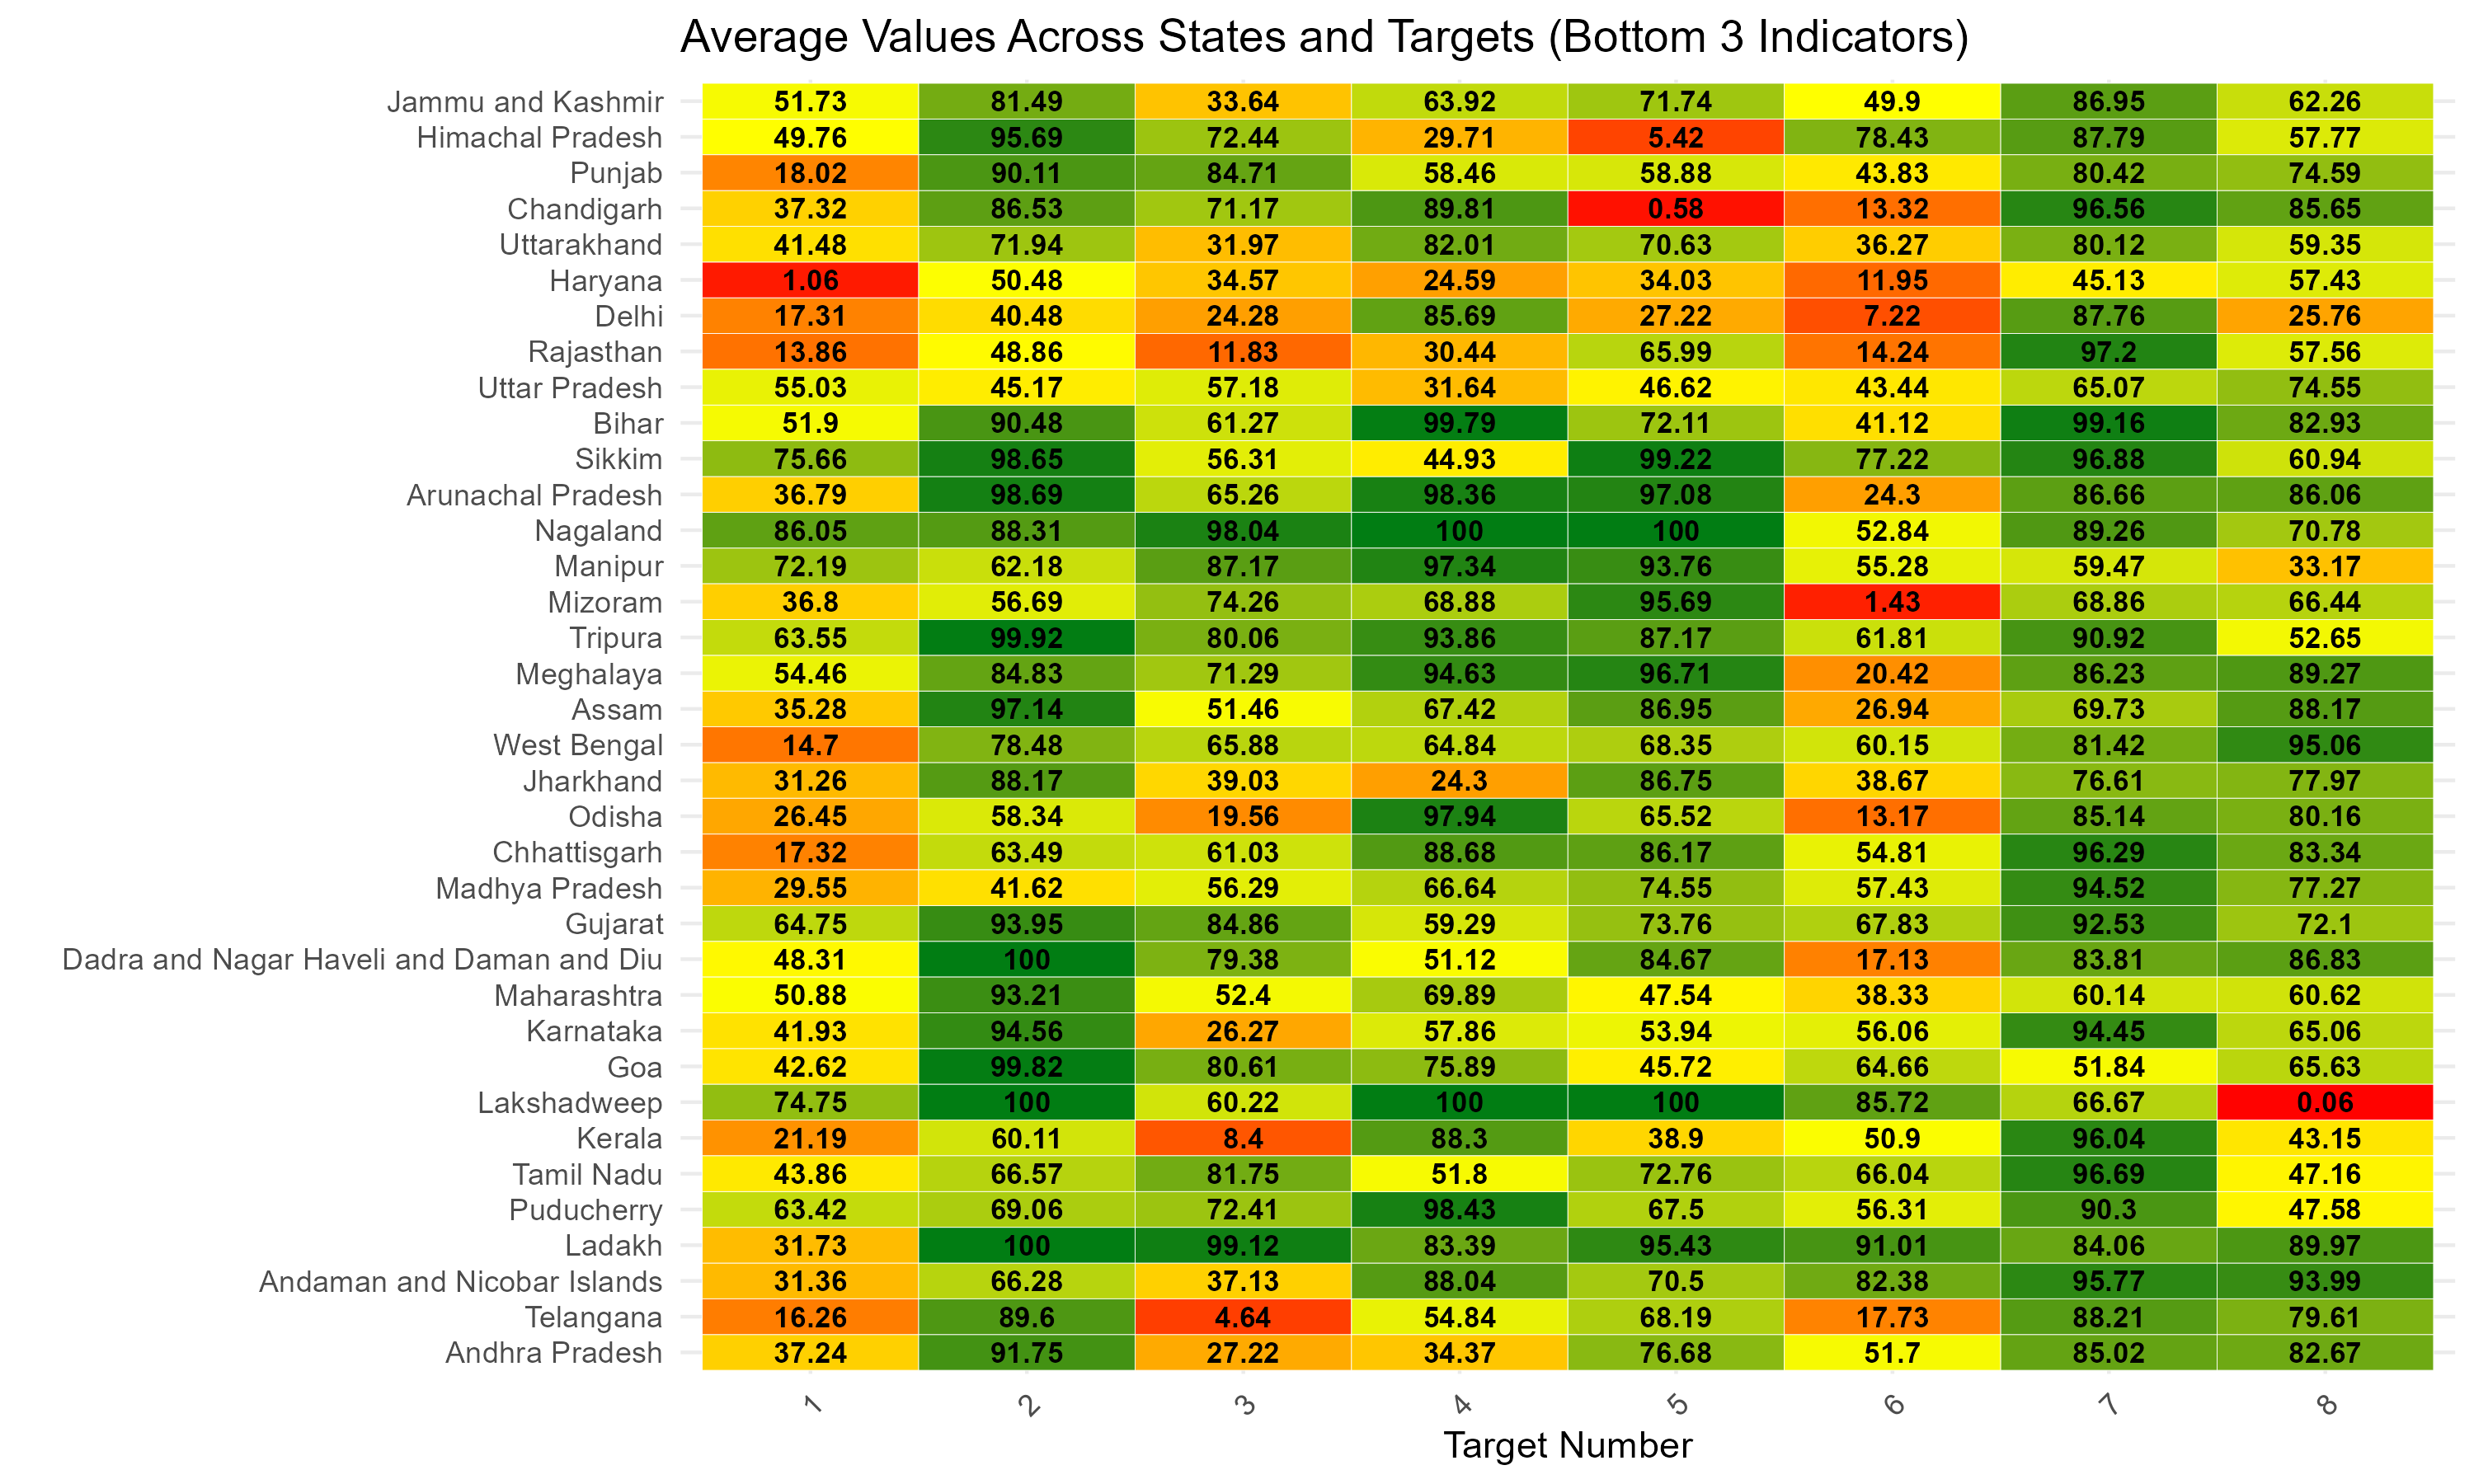 Average Values Across States and Targets (Bottom 3 Indicators)
Jammu and Kashmir 51.73 81.49 33.64 63.92 71.74 49.9 86.95 62.26
Himachal Pradesh 49.76 95.69 72.44 29.71 5.42 78.43 87.79 57.77
Punjab 18.02 90.11 84.71 58.46 58.88 43.83 80.42 74.59
Chandigarh 37.32 86.53 71.17 89.81 0.58 13.32 96.56 85.65
Uttarakhand 41.48 71.94 31.97 82.01 70.63 36.27 80.12 59.35
Haryana 1.06 50.48 34.57 24.59 34.03 11.95 45.13 57.43
Delhi 17.31 40.48 24.28 85.69 27.22 7.22 87.76 25.76
Rajasthan 13.86 48.86 11.83 30.44 65.99 14.24 97.2 57.56
Uttar Pradesh 55.03 45.17 57.18 31.64 46.62 43.44 65.07 74.55
Bihar 51.9 90.48 61.27 99.79 72.11 41.12 99.16 82.93
Sikkim 75.66 98.65 56.31 44.93 99.22 77.22 96.88 60.94
Arunachal Pradesh 36.79 98.69 65.26 98.36 97.08 24.3 86.66 86.06
Nagaland 86.05 88.31 98.04 100 100 52.84 89.26 70.78
Manipur 72.19 62.18 87.17 97.34 93.76 55.28 59.47 33.17
Mizoram 36.8 56.69 74.26 68.88 95.69 1.43 68.86 66.44
Tripura 63.55 99.92 80.06 93.86 87.17 61.81 90.92 52.65
Meghalaya 54.46 84.83 71.29 94.63 96.71 20.42 86.23 89.27
Assam 35.28 97.14 51.46 67.42 86.95 26.94 69.73 88.17
West Bengal 14.7 78.48 65.88 64.84 68.35 60.15 81.42 95.06
Jharkhand 31.26 88.17 39.03 24.3 86.75 38.67 76.61 77.97
Odisha 26.45 58.34 19.56 97.94 65.52 13.17 85.14 80.16
Chhattisgarh 17.32 63.49 61.03 88.68 86.17 54.81 96.29 83.34
Madhya Pradesh 29.55 41.62 56.29 66.64 74.55 57.43 94.52 77.27
Gujarat 64.75 93.95 84.86 59.29 73.76 67.83 92.53 72.1
Dadra and Nagar Haveli and Daman and Diu 48.31 100 79.38 51.12 84.67 17.13 83.81 86.83
Maharashtra 50.88 93.21 52.4 69.89 47.54 38.33 60.14 60.62
Karnataka 41.93 94.56 26.27 57.86 53.94 56.06 94.45 65.06
Goa 42.62 99.82 80.61 75.89 45.72 64.66 51.84 65.63
Lakshadweep 74.75 100 60.22 100 100 85.72 66.67 0.06
Kerala 21.19 60.11 8.4 88.3 38.9 50.9 96.04 43.15
Tamil Nadu 43.86 66.57 81.75 51.8 72.76 66.04 96.69 47.16
Puducherry 63.42 69.06 72.41 98.43 67.5 56.31 90.3 47.58
Ladakh 31.73 100 99.12 83.39 95.43 91.01 84.06 89.97
Andaman and Nicobar Islands 31.36 66.28 37.13 88.04 70.5 82.38 95.77 93.99
Telangana 16.26 89.6 4.64 54.84 68.19 17.73 88.21 79.61
Andhra Pradesh 37.24 91.75 27.22 34.37 76.68 51.7 85.02 82.67
1 2 3 4 5 6 7 8
Target Number